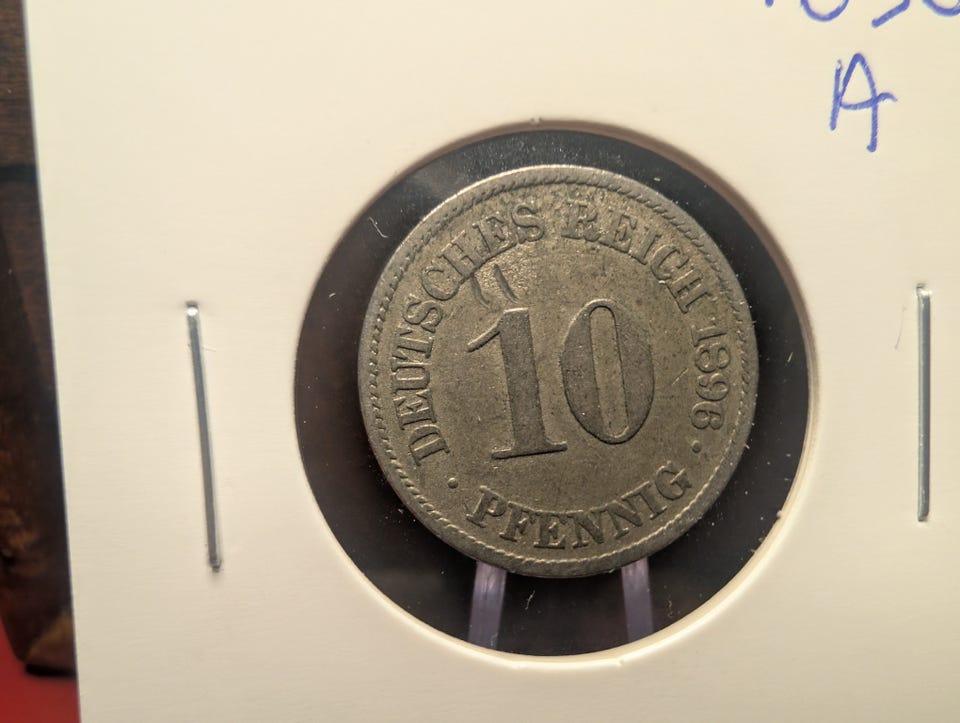 A
DEUTSCHES REICH 1896
10
· PFENNIG ·